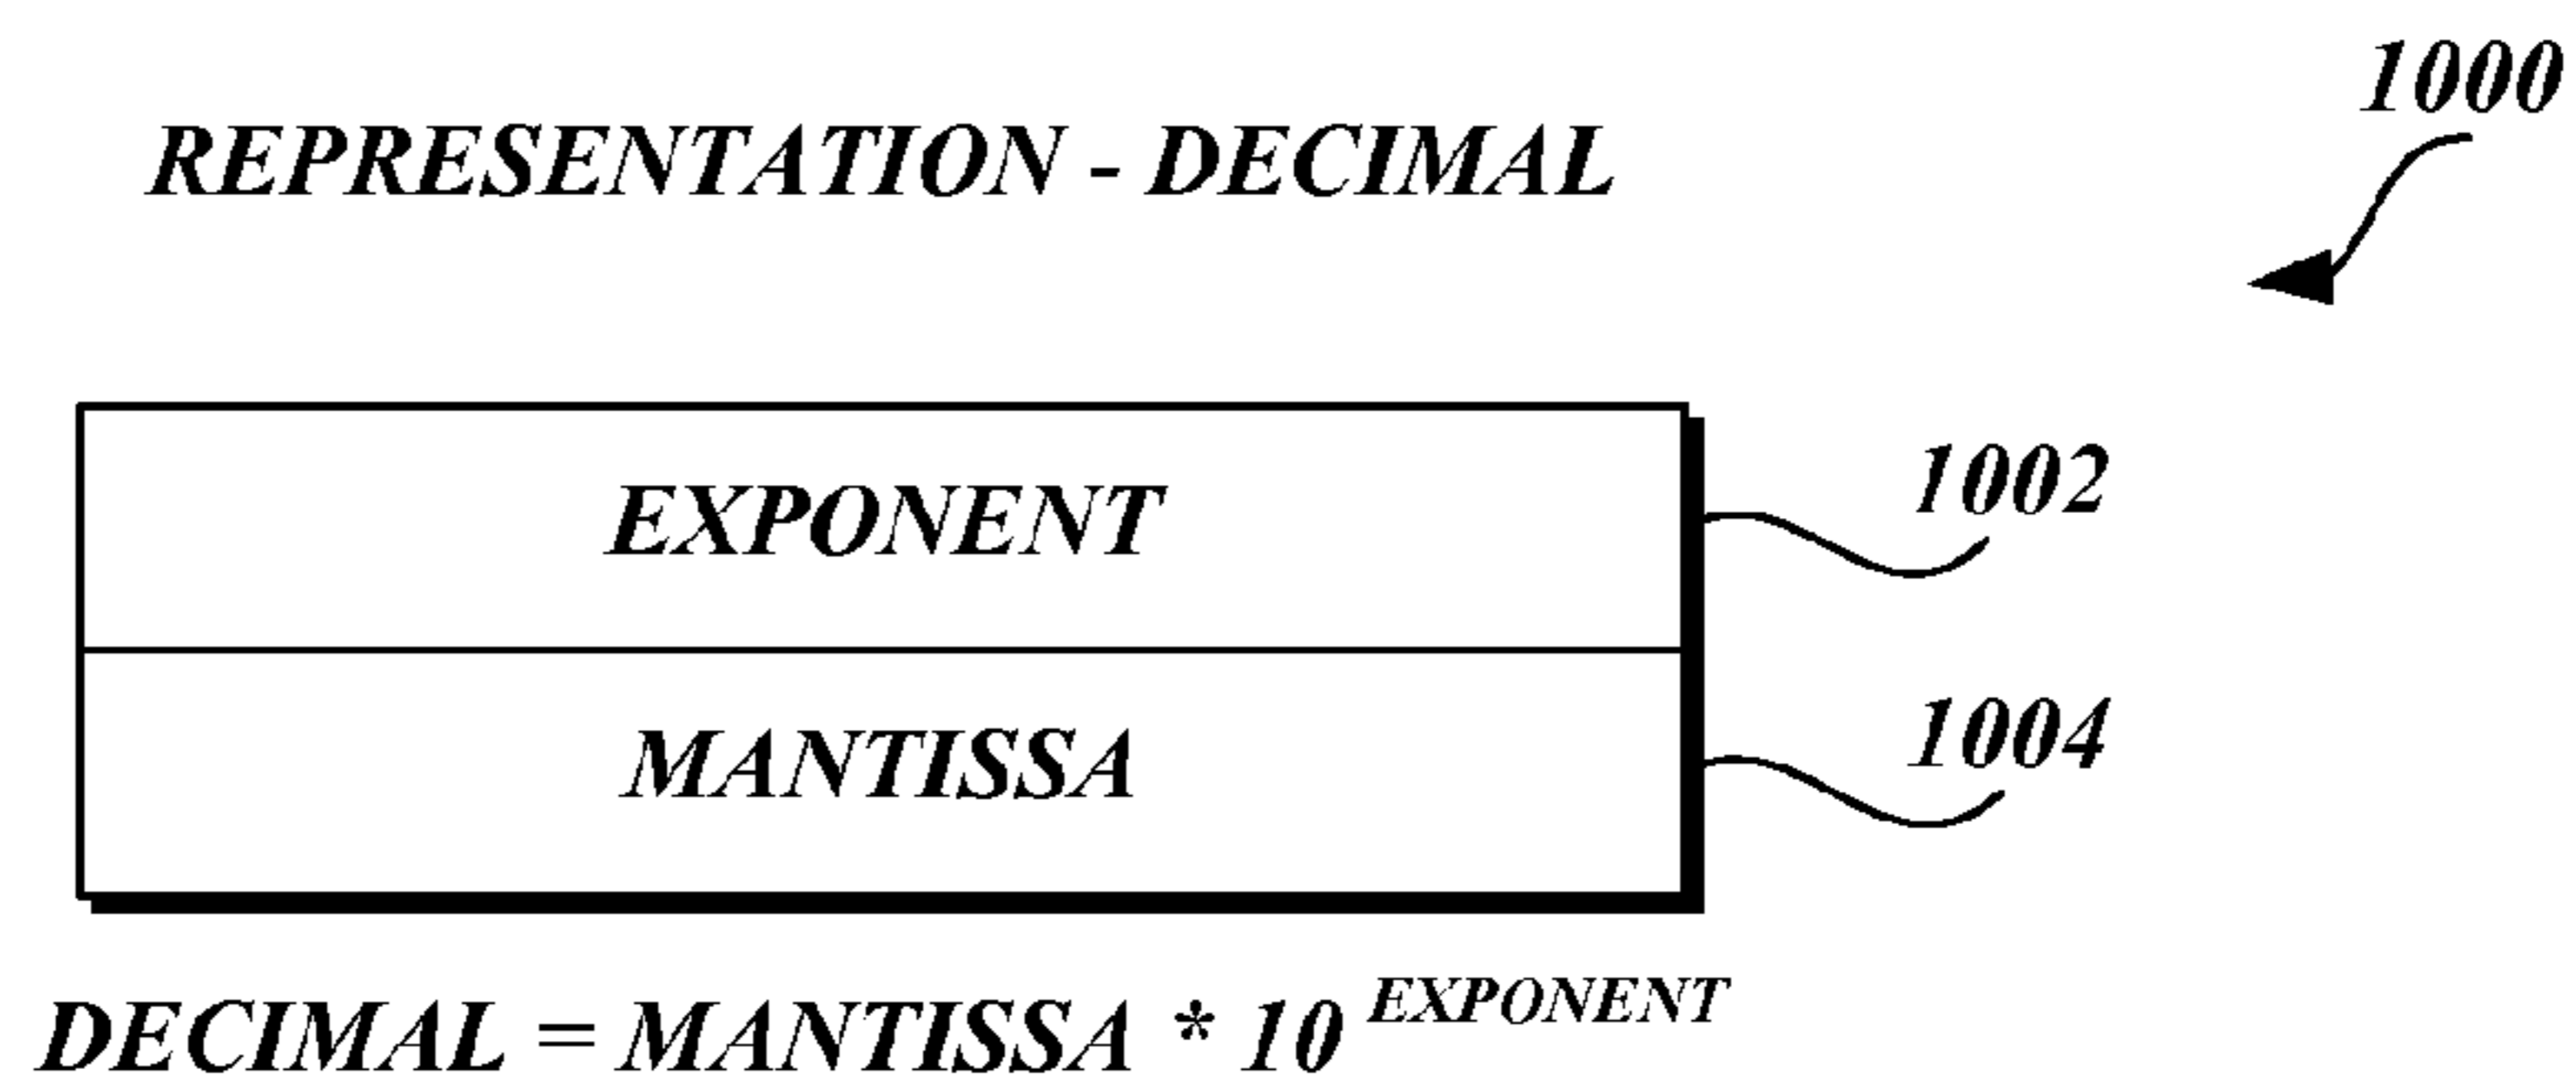 1000
REPRESENTATION - DECIMAL
EXPONENT
1002
MANTISSA
1004
DECIMAL = MANTISSA * 10 EXPONENT